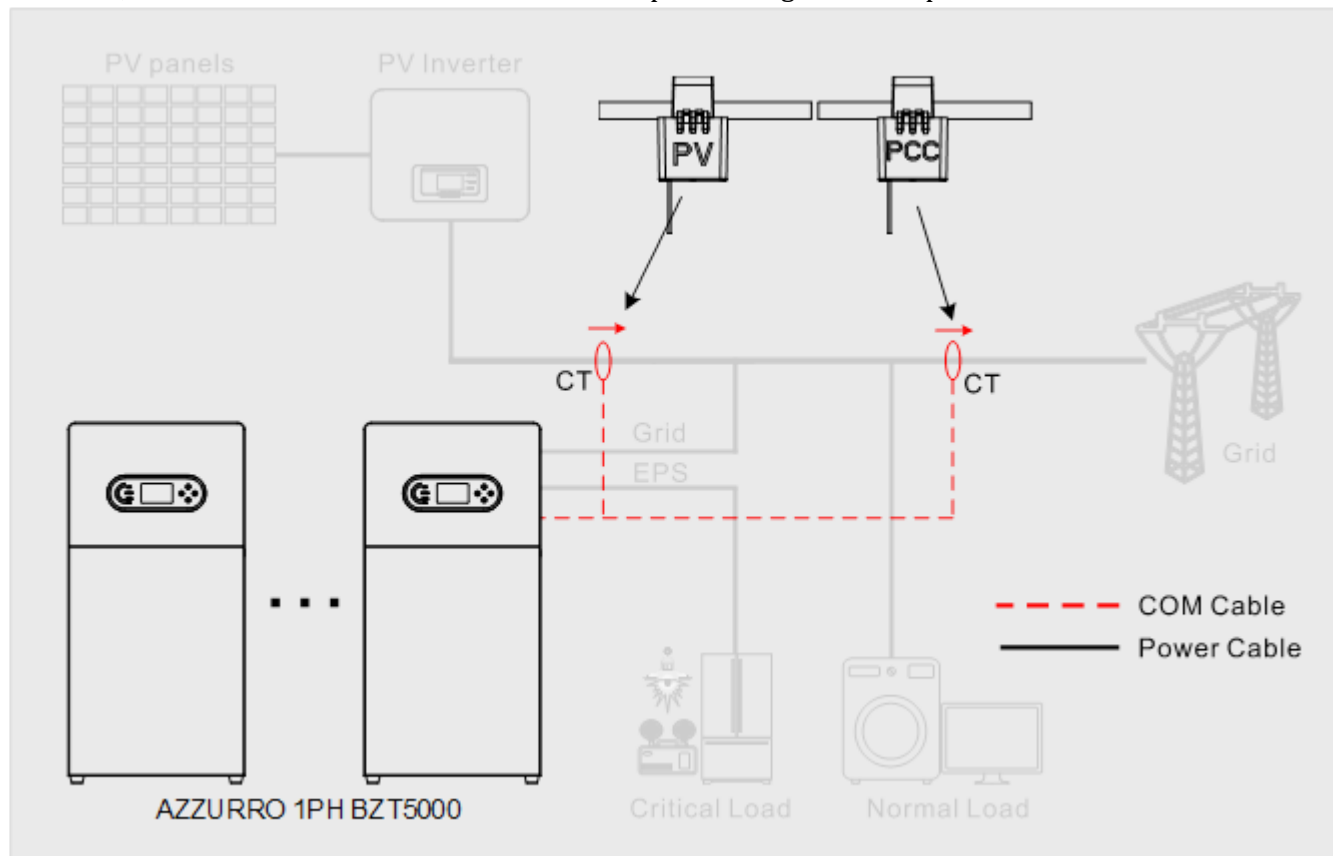 PV panels
PV Inverter
PV
PCC
CT
CT
Grid
EPS
Grid
COM Cable
Power Cable
AZZURRO 1PH BZT5000
Critical Load
Normal Load